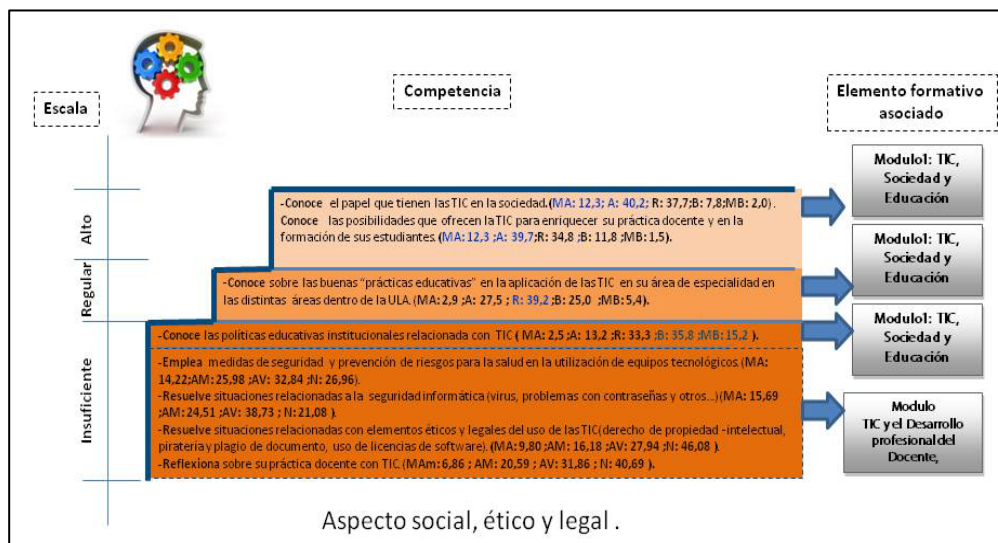 Escala
Competencia
Elemento formativo
asociado
Alto
-Conoce el papel que tienen las TIC en la sociedad.(MA: 12,3; A: 40,2; R: 37,7;B: 7,8;MB: 2,0) .
Conoce las posibilidades que ofrecen la TIC para enriquecer su práctica docente y en la
formación de sus estudiantes. (MA: 12,3 ;A: 39,7;R: 34,8 ;B: 11,8 ;MB: 1,5).
Modulo1: TIC,
Sociedad y
Educación
Regular
-Conoce sobre las buenas "prácticas educativas" en la aplicación de las TIC en su área de especialidad en
las distintas áreas dentro de la ULA. (MA: 2,9 ;A: 27,5 ; R: 39,2 ;B: 25,0 ;MB:5,4).
Modulo1: TIC,
Sociedad y
Educación
Insuficiente
-Conoce las políticas educativas institucionales relacionada con TIC ( MA: 2,5 ;A: 13,2 ;R: 33,3 ;B: 35,8 ;MB: 15,2 ).
Modulo1: TIC,
Sociedad y
Educación
-Emplea medidas de seguridad y prevención de riesgos para la salud en la utilización de equipos tecnológicos. (MA:
14,22;AM: 25,98 ;AV: 32,84 ;N: 26,96).
-Resuelve situaciones relacionadas a la seguridad informática (virus, problemas con contraseñas y otros...) (MA: 15,69
;AM: 24,51 ;AV: 38,73 ; N: 21,08 ).
-Resuelve situaciones relacionadas con elementos éticos y legales del uso de las TIC (derecho de propiedad -intelectual,
piratería y plagio de documento, uso de licencias de software). (MA: 9,80 ;AM: 16,18 ;AV: 27,94 ;N: 46,08 ).
-Reflexiona sobre su práctica docente con TIC. (MAm: 6,86 ; AM: 20,59 ; AV: 31,86 ; N: 40,69 ).
Modulo
TIC y el Desarrollo
profesional del
Docente,
Aspecto social, ético y legal .